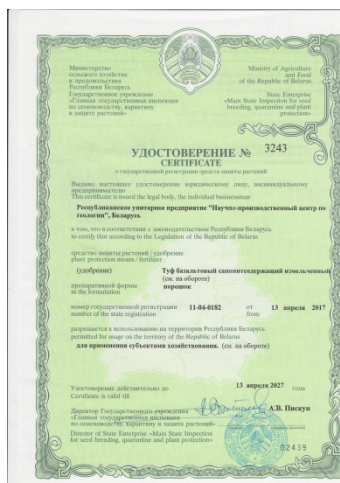 Министерство
сельского хозяйства
и продовольствия
Республики Беларусь
Государственное учреждение
«Главная государственная инспекция
по семеноводству, карантину
и защите растений»
Ministry of Agriculture
and Food
of the Republic of Belarus
State Enterprise
«Main State Inspection for seed
breeding, quarantine and plant
protection»
УДОСТОВЕРЕНИЕ № 3243
CERTIFICATE
о государственной регистрации средства защиты растений
Выдано настоящее удостоверение юридическому лицу, индивидуальному
предпринимателю
This certificate is issued the legal body, the individual businessman
Республиканское унитарное предприятие "Научно-производственный центр по
геологии", Беларусь
в том, что в соответствии с законодательством Республики Беларусь
to certify that according to the Legislation of the Republic of Belarus
средство защиты растений / удобрение
plant protection means / fertilizer
(удобрение) Туф базальтовый сапонитсодержащий измельченный
(см. на обороте)
препаративной формы порошок
in the formulation
номер государственной регистрации 11-04-0182 от 13 апреля 2017
number of the state registration from
разрешается к использованию на территории Республики Беларусь
permitted for usage on the territory of the Republic of Belarus
для применения субъектами хозяйствования. (см. на обороте)
Удостоверение действительно до 13 апреля 2027 года
Certificate is valid till
Директор Государственного учреждения А.В. Пискун
«Главная государственная инспекция
по семеноводству, карантину и защите растений»
Director of State Enterprise «Main State Inspection
for seed breeding, quarantine and plant protection»
02439